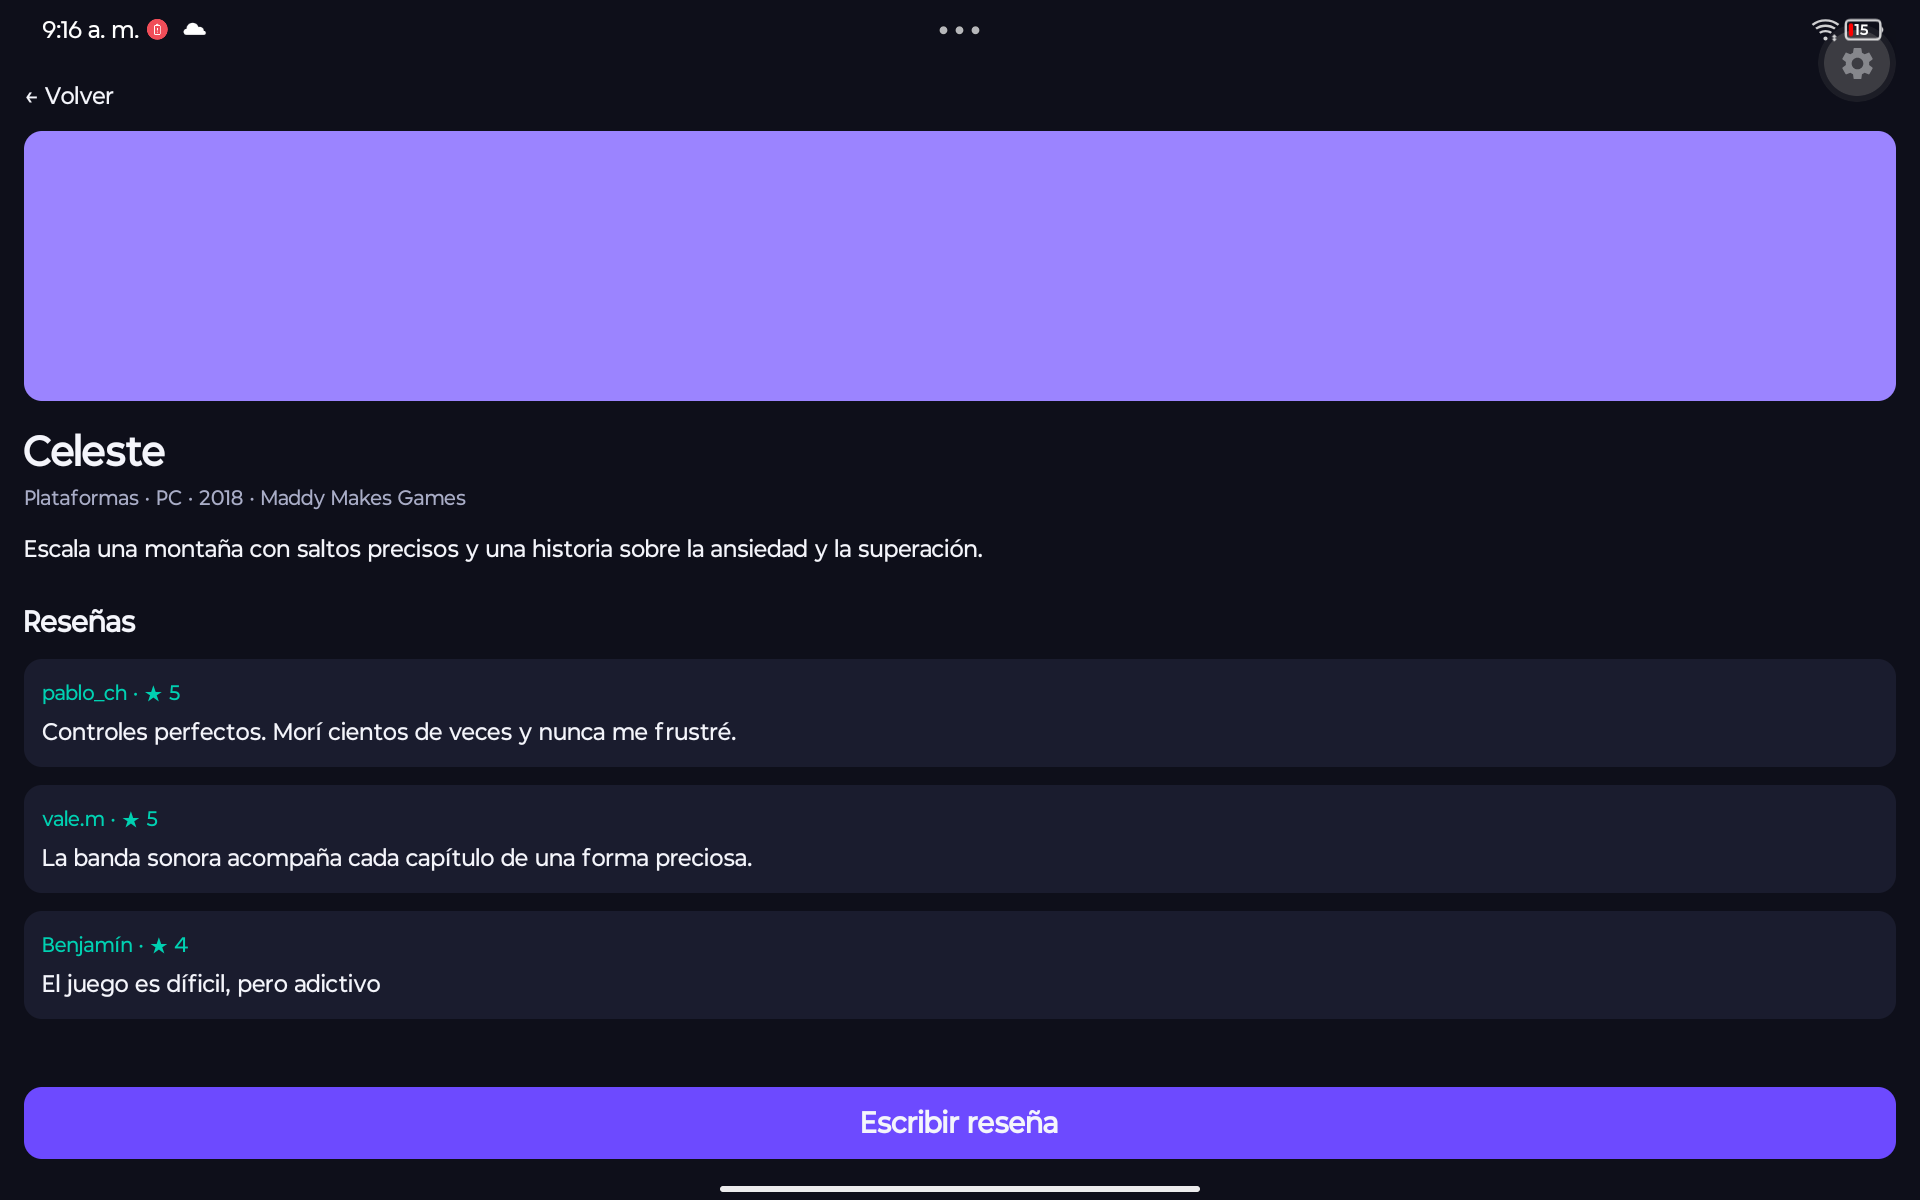 9:16 a. m.
15
← Volver
Celeste
Plataformas · PC · 2018 · Maddy Makes Games
Escala una montaña con saltos precisos y una historia sobre la ansiedad y la superación.
Reseñas
pablo_ch · ★ 5
Controles perfectos. Morí cientos de veces y nunca me frustré.
vale.m · ★ 5
La banda sonora acompaña cada capítulo de una forma preciosa.
Benjamín · ★ 4
El juego es díficil, pero adictivo
Escribir reseña